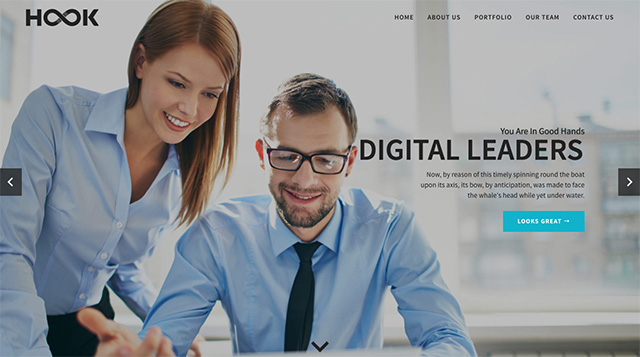 HOOK
HOME ABOUT US PORTFOLIO OUR TEAM CONTACT US
You Are In Good Hands
DIGITAL LEADERS
Now, by reason of this timely spinning round the boat
upon its axis, its bow, by anticipation, was made to face
the whale's head while yet under water.
LOOKS GREAT →